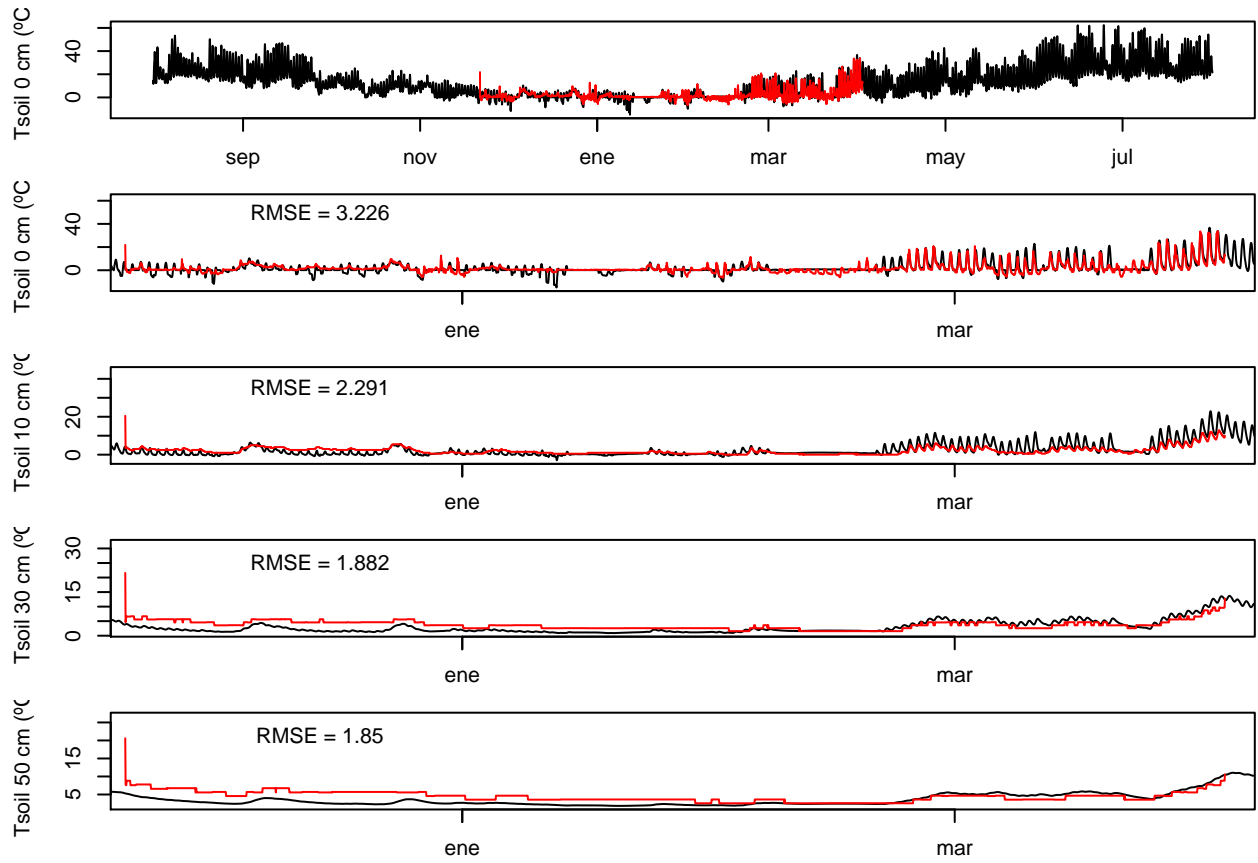 Tsoil 0 cm (ºC
40
0
sep nov ene mar may jul
Tsoil 0 cm (ºC
40
0
RMSE = 3.226
ene mar
Tsoil 10 cm (ºC
20
0
RMSE = 2.291
ene mar
Tsoil 30 cm (ºC
30
15
0
RMSE = 1.882
ene mar
Tsoil 50 cm (ºC
15
5
RMSE = 1.85
ene mar